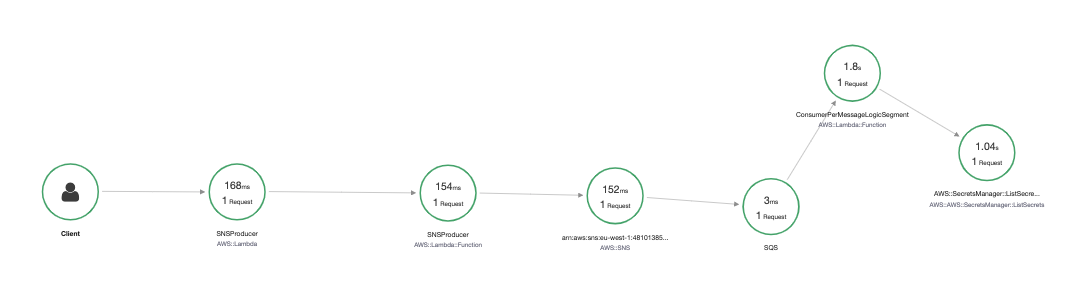 1.8s
1 Request
ConsumerPerMessageLogicSegment
AWS::Lambda::Function
1.04s
1 Request
AWS::SecretsManager::ListSecre...
AWS::AWS::SecretsManager::ListSecrets
Client
168ms
1 Request
SNSProducer
AWS::Lambda
154ms
1 Request
SNSProducer
AWS::Lambda::Function
152ms
1 Request
arn:aws:sns:eu-west-1:48101385...
AWS::SNS
3ms
1 Request
SQS